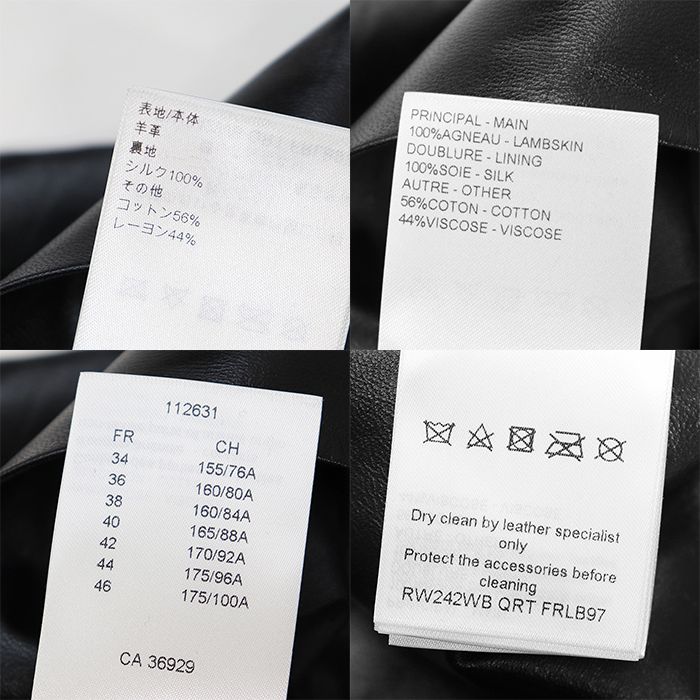 表地/本体
羊革
裏地
シルク100%
その他
コットン56%
レーヨン44%
PRINCIPAL - MAIN
100%AGNEAU - LAMBSKIN
DOUBLURE - LINING
100%SOIE - SILK
AUTRE - OTHER
56%COTON - COTTON
44%VISCOSE - VISCOSE
112631
FR CH
34 155/76A
36 160/80A
38 160/84A
40 165/88A
42 170/92A
44 175/96A
46 175/100A
CA 36929
Dry clean by leather specialist
only
Protect the accessories before
cleaning
RW242WB QRT FRLB97